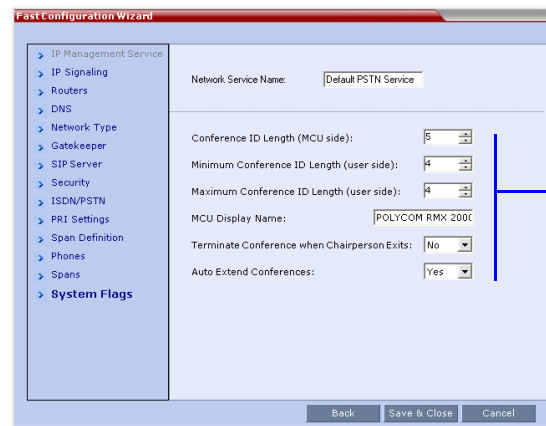 Fast Configuration Wizard
IP Management Service
IP Signaling
Routers
DNS
Network Type
Gatekeeper
SIP Server
Security
ISDN/PSTN
PRI Settings
Span Definition
Phones
Spans
System Flags
Network Service Name: Default PSTN Service
Conference ID Length (MCU side): 5
Minimum Conference ID Length (user side): 4
Maximum Conference ID Length (user side): 4
MCU Display Name: POLYCOM RMX 2000
Terminate Conference when Chairperson Exits: No
Auto Extend Conferences: Yes
Back Save & Close Cancel